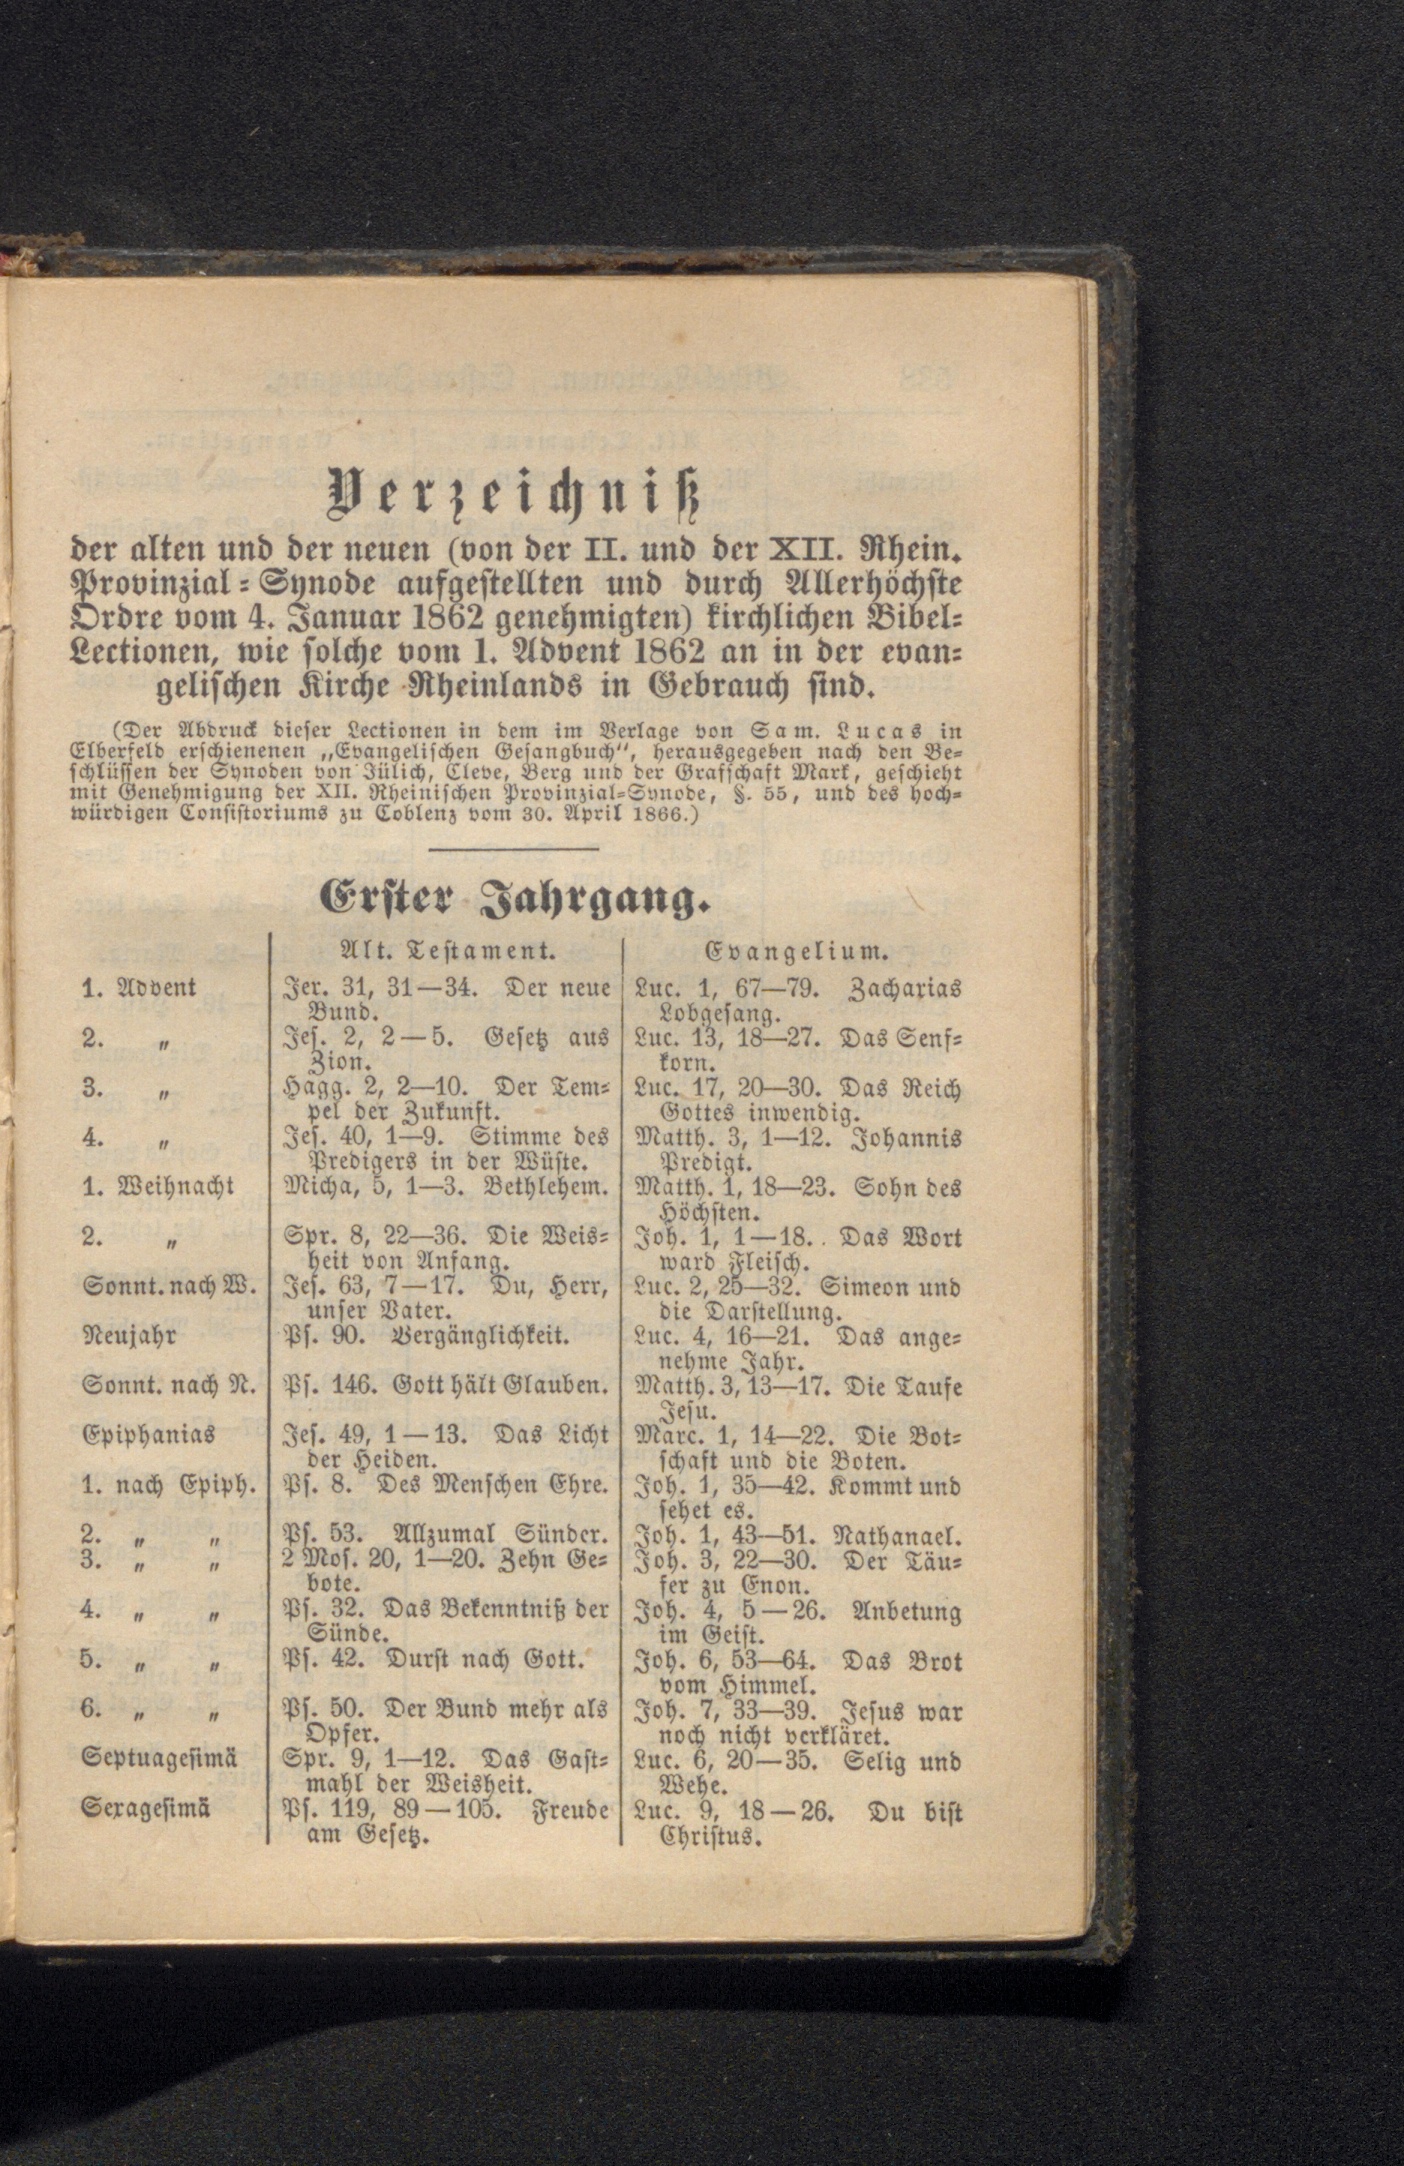 Verzeichniß
der alten und der neuen (von der II. und der XII. Rhein.
Provinzial-Synode aufgestellten und durch Allerhöchste
Ordre vom 4. Januar 1862 genehmigten) kirchlichen Bibel-
Lectionen, wie solche vom 1. Advent 1862 an in der evan-
gelischen Kirche Rheinlands in Gebrauch sind.
(Der Abdruck dieser Lectionen in dem im Verlage von Sam. Lucas in
Elberfeld erschienenen „Evangelischen Gesangbuch“, herausgegeben nach den Be-
schlüssen der Synoden von Jülich, Cleve, Berg und der Grafschaft Mark, geschieht
mit Genehmigung der XII. Rheinischen Provinzial-Synode, §. 55, und des hoch-
würdigen Consistoriums zu Coblenz vom 30. April 1866.)
Erster Jahrgang.
Alt. Testament. Evangelium.
1. Advent Jer. 31, 31—34. Der neue Luc. 1, 67—79. Zacharias
Bund. Lobgesang.
2. „ Jes. 2, 2—5. Gesetz aus Luc. 13, 18—27. Das Senf-
Zion. korn.
3. „ Hagg. 2, 2—10. Der Tem- Luc. 17, 20—30. Das Reich
pel der Zukunft. Gottes inwendig.
4. „ Jes. 40, 1—9. Stimme des Matth. 3, 1—12. Johannis
Predigers in der Wüste. Predigt.
1. Weihnacht Micha, 5, 1—3. Bethlehem. Matth. 1, 18—23. Sohn des
Höchsten.
2. „ Spr. 8, 22—36. Die Weis- Joh. 1, 1—18. Das Wort
heit von Anfang. ward Fleisch.
Sonnt. nach W. Jes. 63, 7—17. Du, Herr, Luc. 2, 25—32. Simeon und
unser Vater. die Darstellung.
Neujahr Ps. 90. Vergänglichkeit. Luc. 4, 16—21. Das ange-
nehme Jahr.
Sonnt. nach N. Ps. 146. Gott hält Glauben. Matth. 3, 13—17. Die Taufe
Jesu.
Epiphanias Jes. 49, 1—13. Das Licht Marc. 1, 14—22. Die Bot-
der Heiden. schaft und die Boten.
1. nach Epiph. Ps. 8. Des Menschen Ehre. Joh. 1, 35—42. Kommt und
sehet es.
2. „ „ Ps. 53. Allzumal Sünder. Joh. 1, 43—51. Nathanael.
3. „ „ 2 Mos. 20, 1—20. Zehn Ge- Joh. 3, 22—30. Der Täu-
bote. fer zu Enon.
4. „ „ Ps. 32. Das Bekenntniß der Joh. 4, 5—26. Anbetung
Sünde. im Geist.
5. „ „ Ps. 42. Durst nach Gott. Joh. 6, 53—64. Das Brot
vom Himmel.
6. „ „ Ps. 50. Der Bund mehr als Joh. 7, 33—39. Jesus war
Opfer. noch nicht verkläret.
Septuagesimä Spr. 9, 1—12. Das Gast- Luc. 6, 20—35. Selig und
mahl der Weisheit. Wehe.
Sexagesimä Ps. 119, 89—105. Freude Luc. 9, 18—26. Du bist
am Gesetz. Christus.